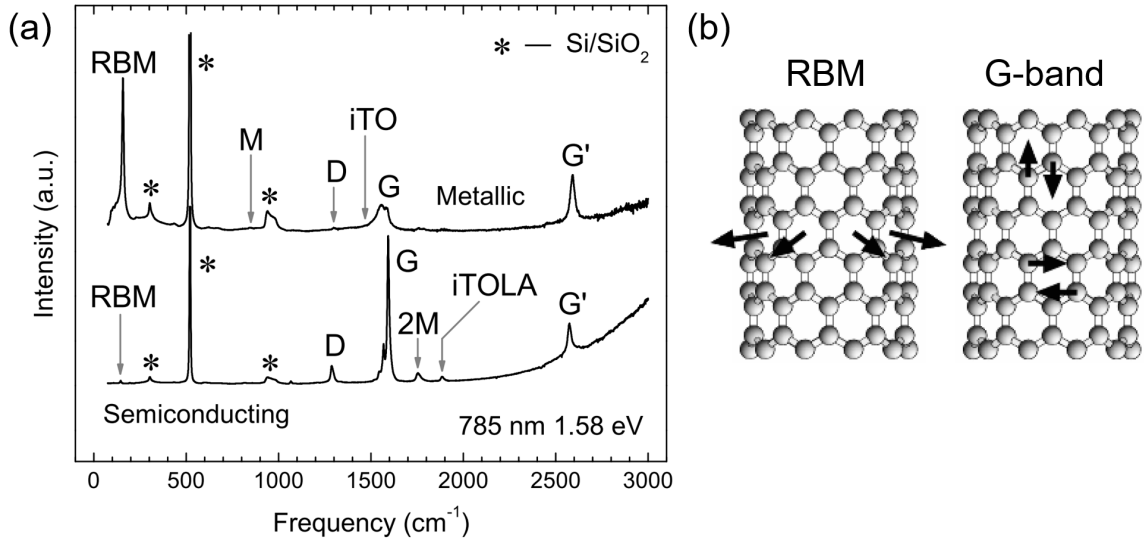 (a)
* — Si/SiO₂
RBM
*
*
M
*
D
iTO
G
Metallic
G'
RBM
*
*
*
D
G
2M
iTOLA
G'
Semiconducting
785 nm 1.58 eV
Intensity (a.u.)
0 500 1000 1500 2000 2500 3000
Frequency (cm⁻¹)
(b)
RBM
G-band